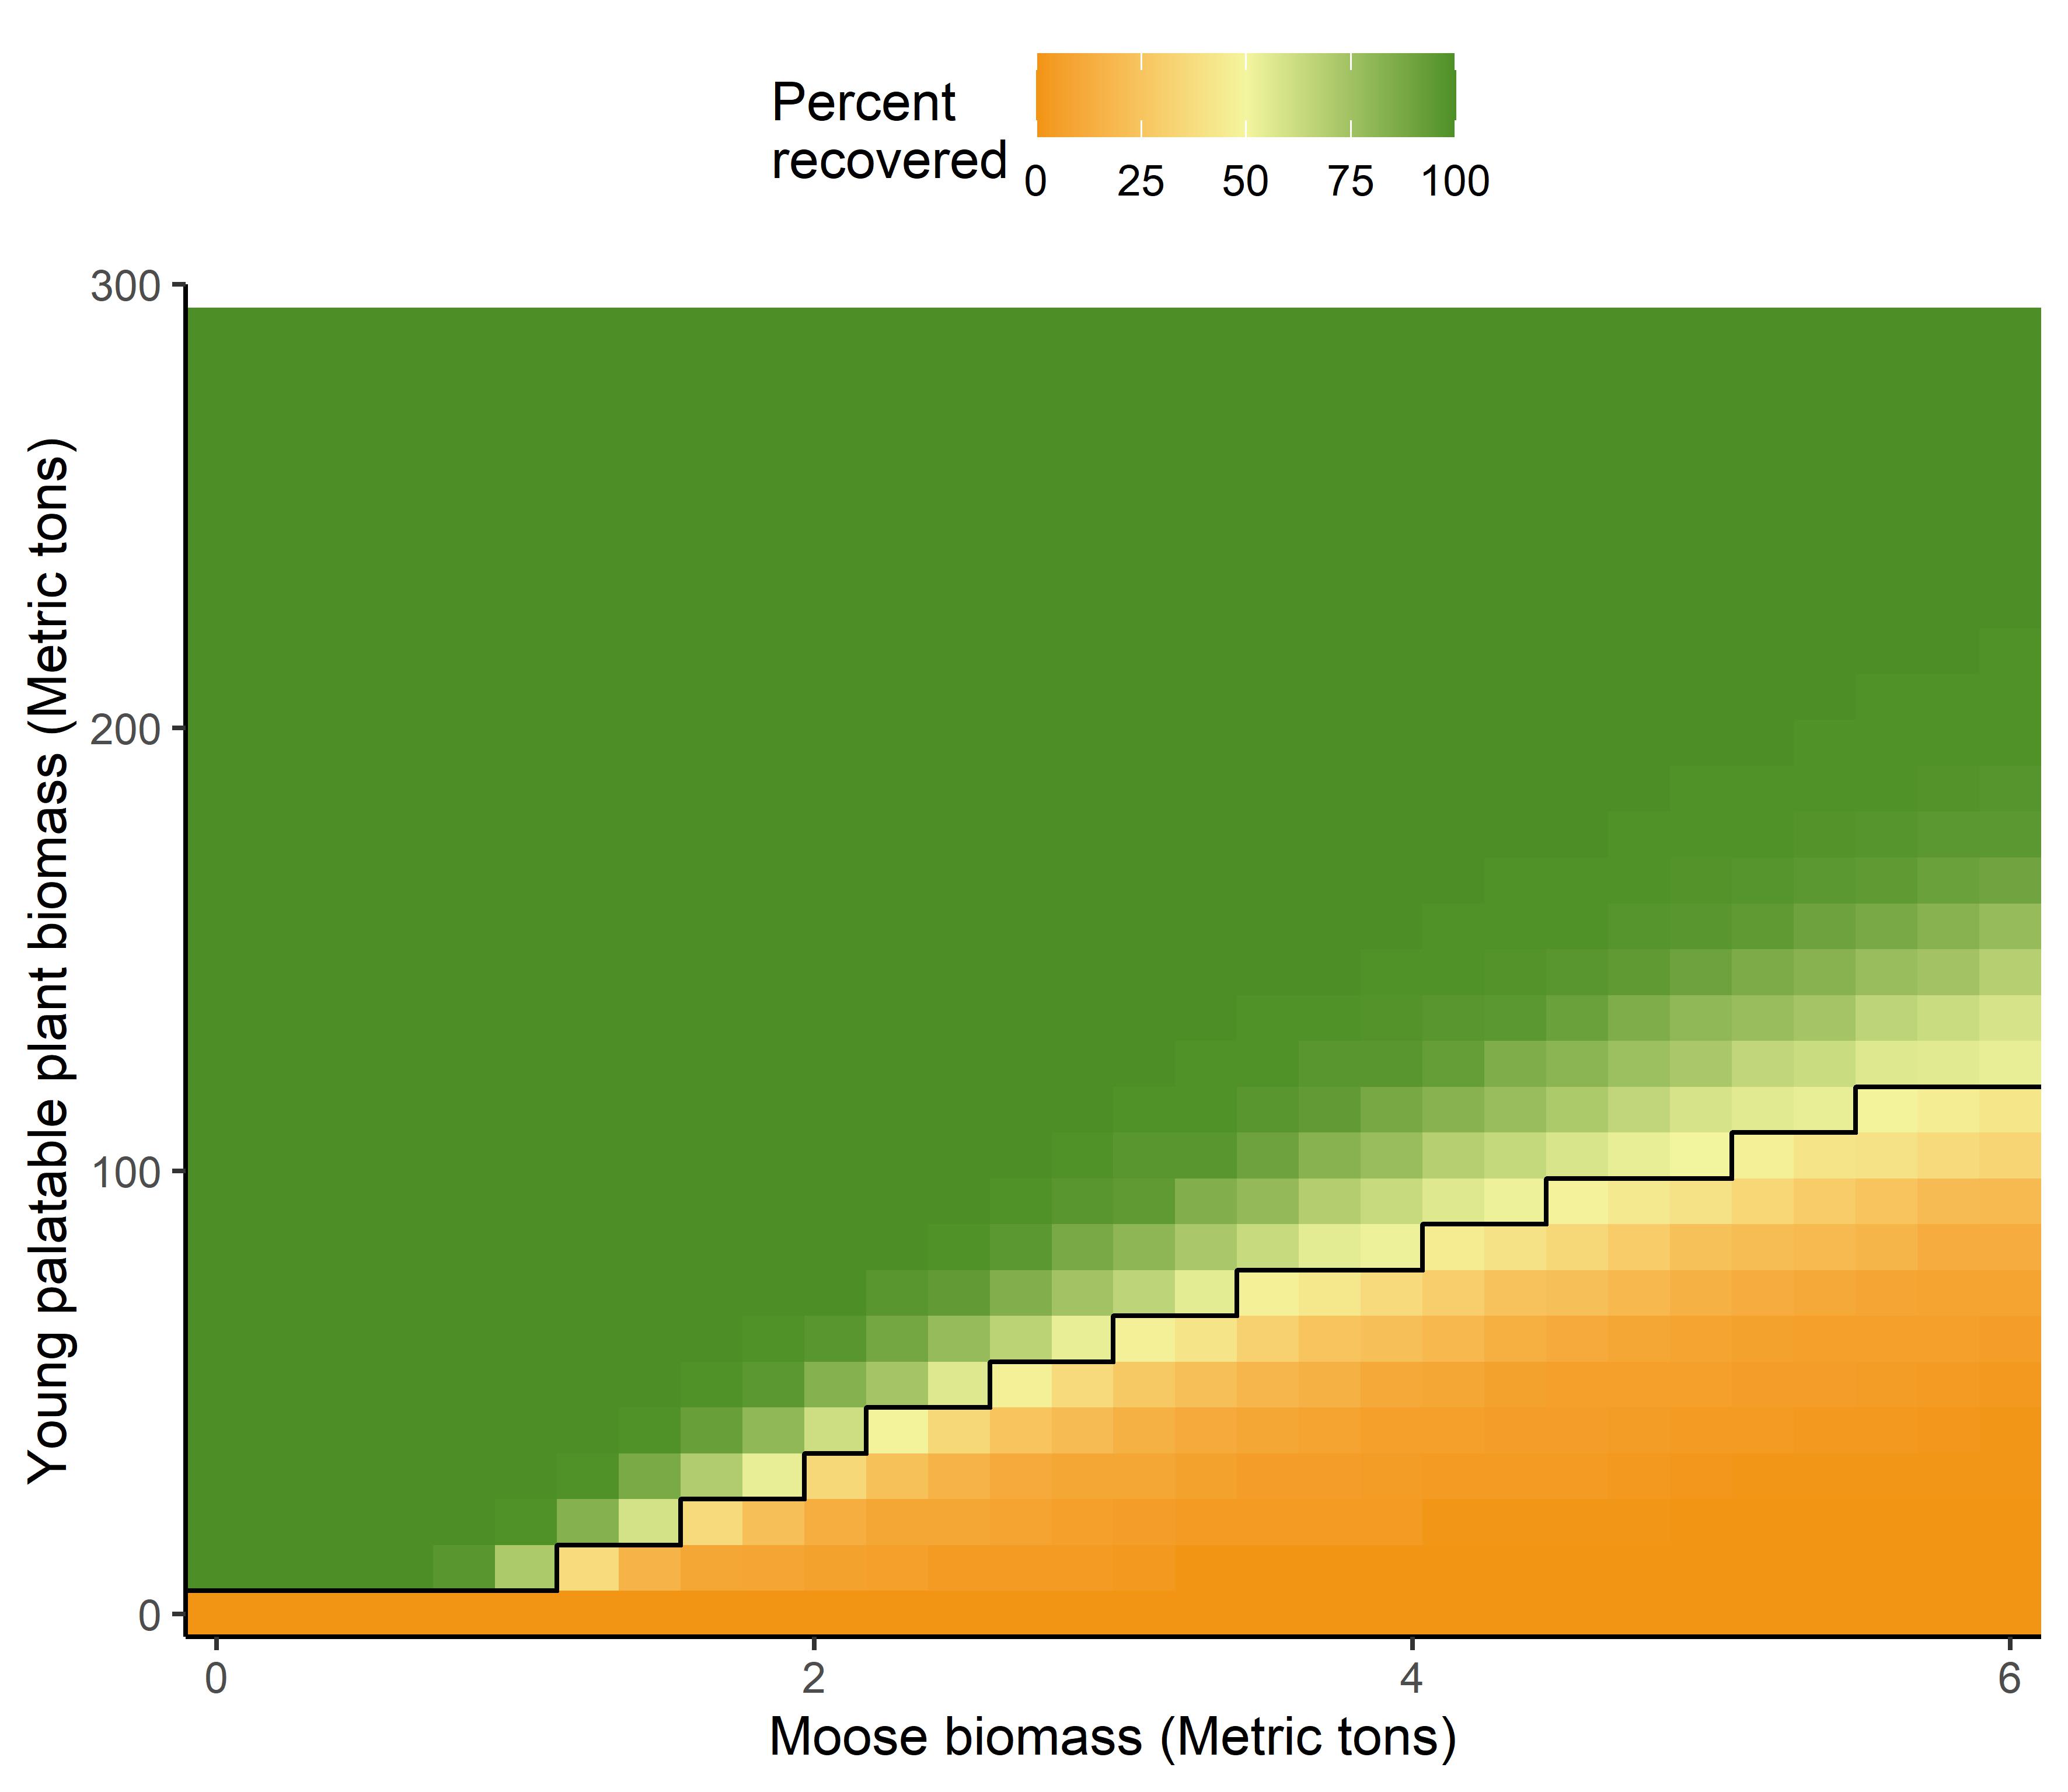 Percent
recovered
0 25 50 75 100
300
200
100
0
Young palatable plant biomass (Metric tons)
0 2 4 6
Moose biomass (Metric tons)